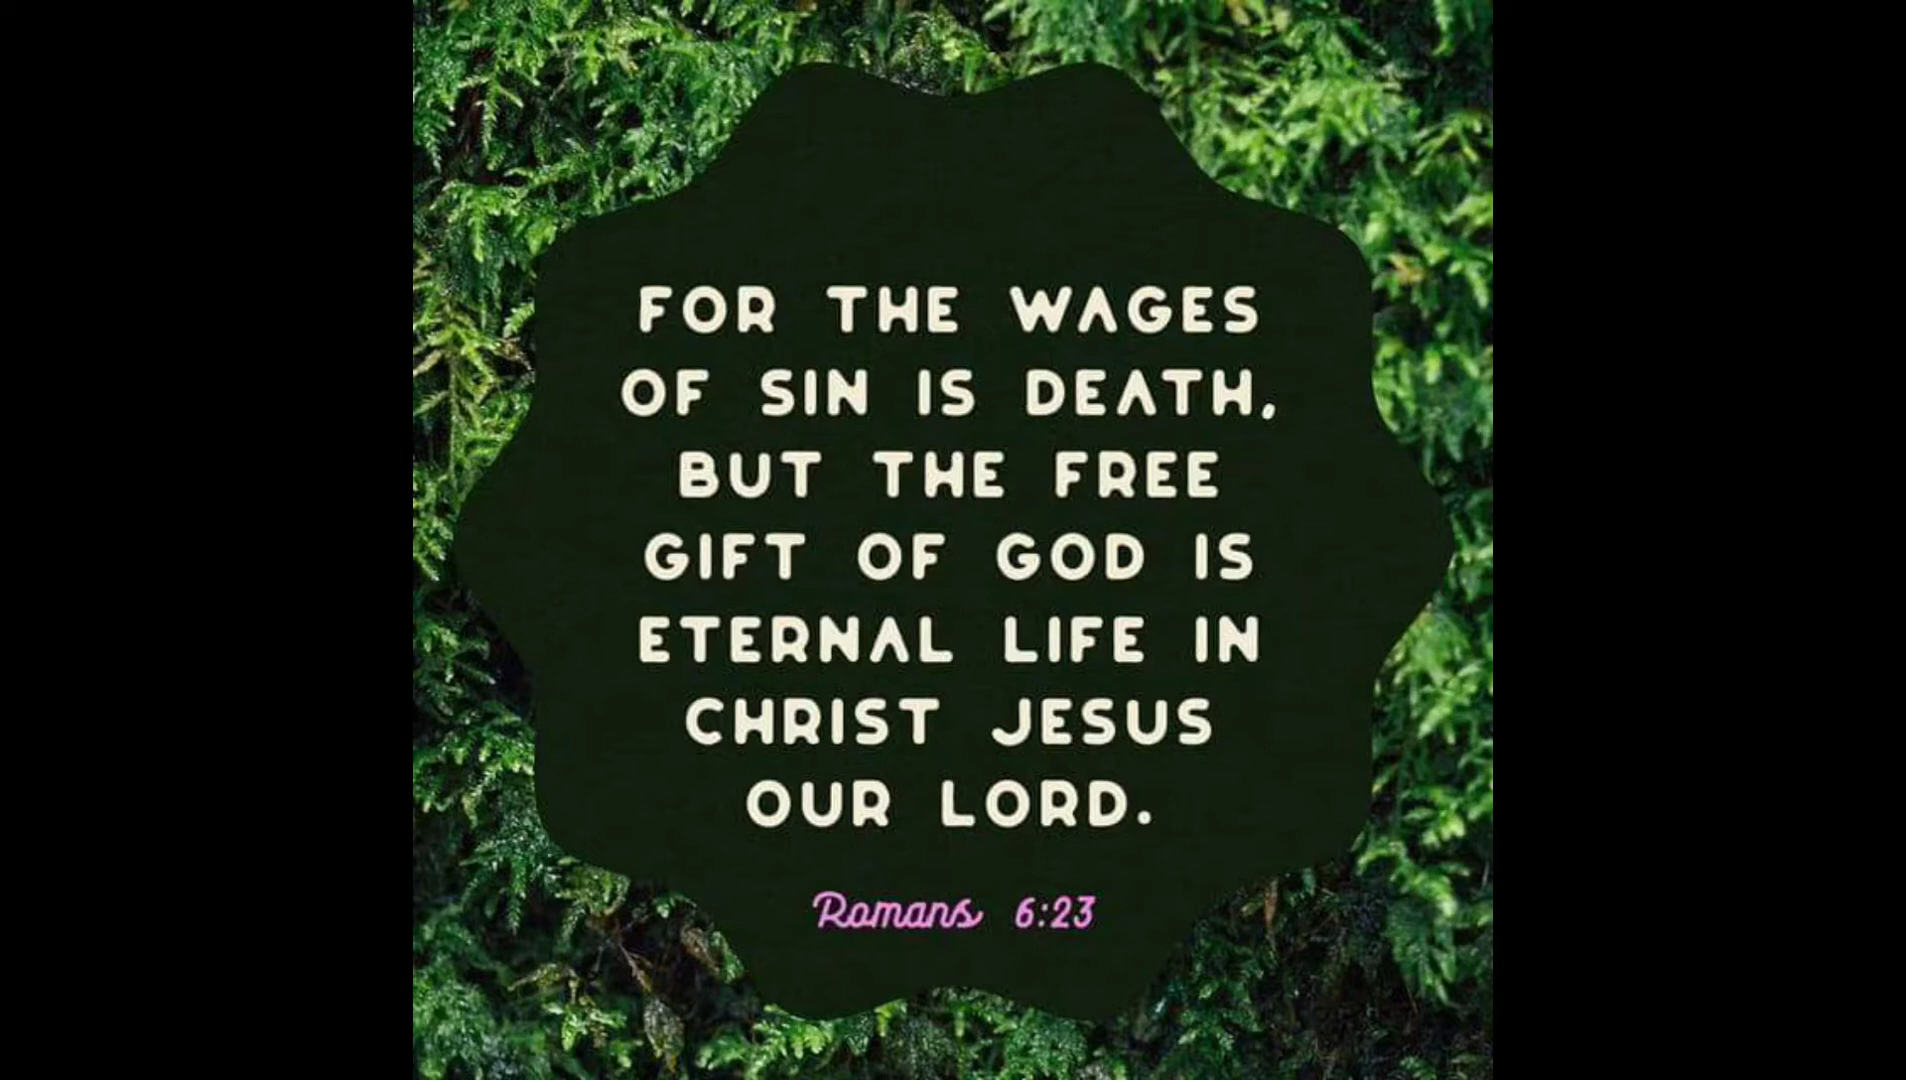 FOR THE WAGES
OF SIN IS DEATH,
BUT THE FREE
GIFT OF GOD IS
ETERNAL LIFE IN
CHRIST JESUS
OUR LORD.
Romans 6:23